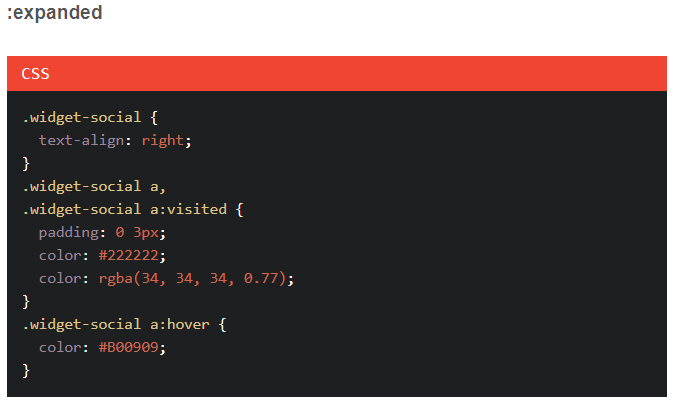 :expanded
CSS
.widget-social {
  text-align: right;
}
.widget-social a,
.widget-social a:visited {
  padding: 0 3px;
  color: #222222;
  color: rgba(34, 34, 34, 0.77);
}
.widget-social a:hover {
  color: #B00909;
}